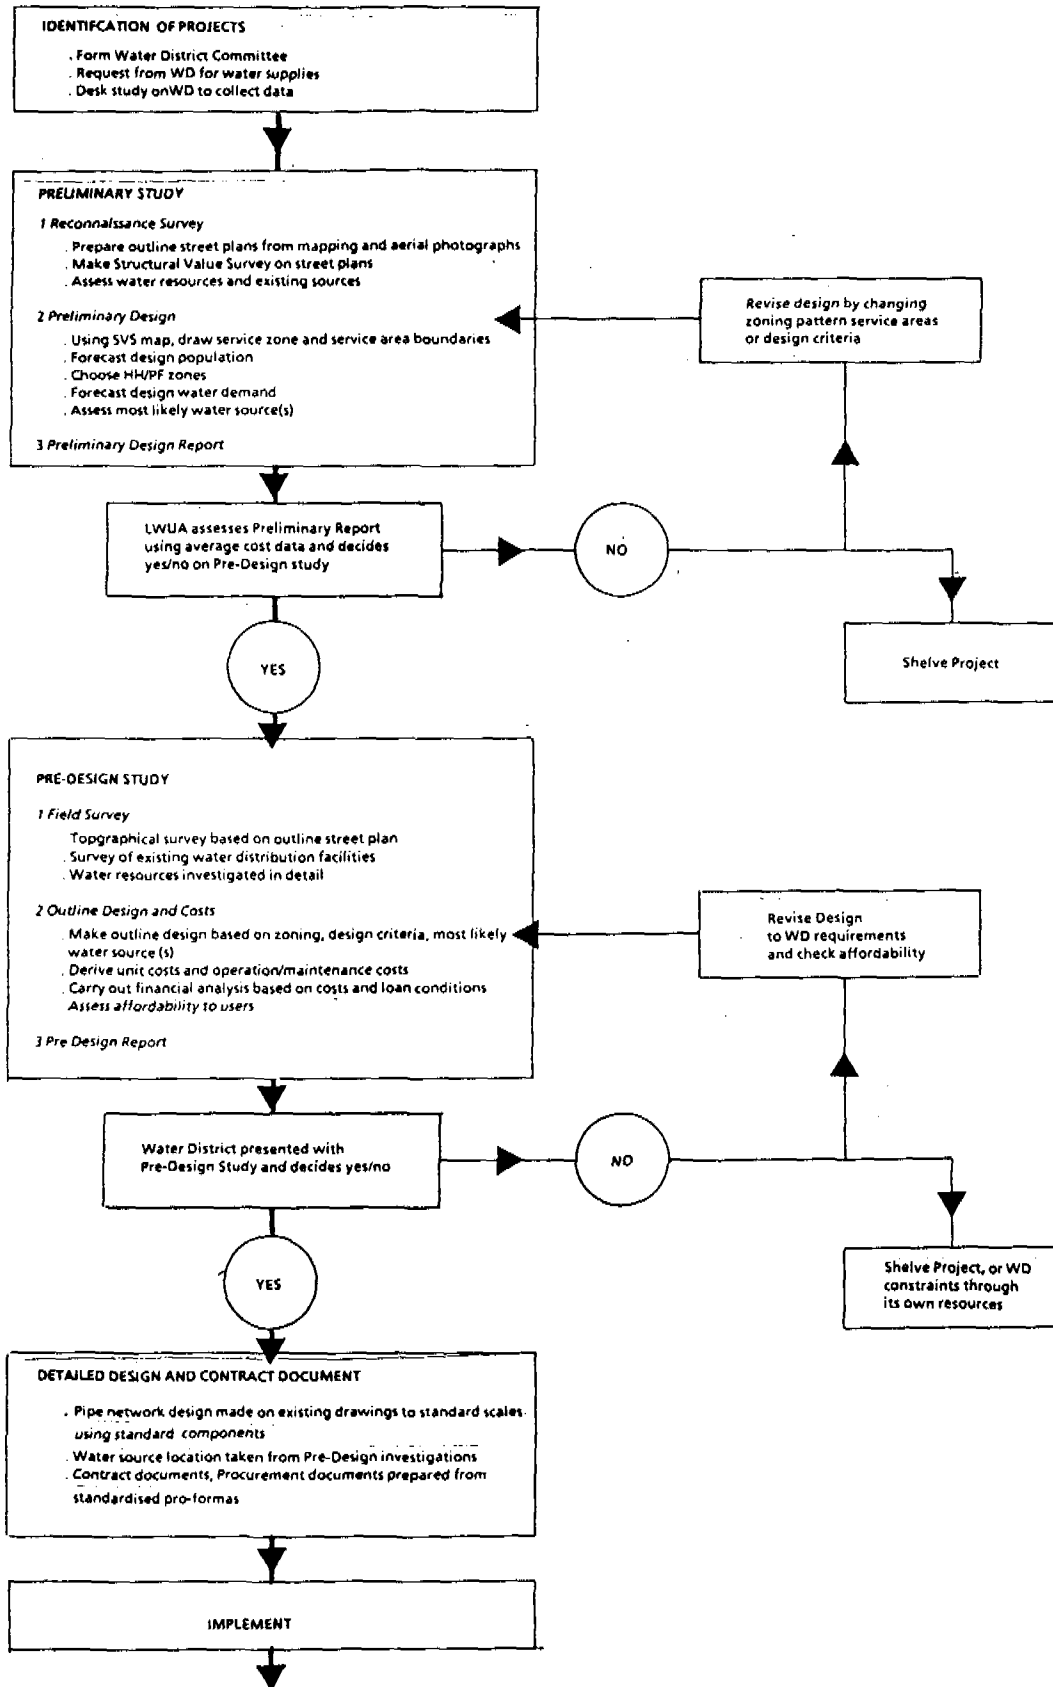 IDENTIFCATION OF PROJECTS
. Form Water District Committee
. Request from WD for water supplies
. Desk study onWD to collect data
PRELIMINARY STUDY
1 Reconnaissance Survey
. Prepare outline street plans from mapping and aerial photographs
. Make Structural Value Survey on street plans
. Assess water resources and existing sources
2 Preliminary Design
. Using SVS map, draw service zone and service area boundaries
. Forecast design population
. Choose HH/PF zones
. Forecast design water demand
. Assess most likely water source(s)
3 Preliminary Design Report
Revise design by changing
zoning pattern service areas
or design criteria
LWUA assesses Preliminary Report
using average cost data and decides
yes/no on Pre-Design study
NO
YES
Shelve Project
PRE-DESIGN STUDY
1 Field Survey
Topgraphical survey based on outline street plan
. Survey of existing water distribution facilities
. Water resources investigated in detail
2 Outline Design and Costs
. Make outline design based on zoning, design criteria, most likely
water source (s)
. Derive unit costs and operation/maintenance costs
. Carry out financial analysis based on costs and loan conditions
Assess affordability to users
3 Pre Design Report
Revise Design
to WD requirements
and check affordability
Water District presented with
Pre-Design Study and decides yes/no
NO
YES
Shelve Project, or WD
constraints through
its own resources
DETAILED DESIGN AND CONTRACT DOCUMENT
. Pipe network design made on existing drawings to standard scales
using standard components
. Water source location taken from Pre-Design investigations
. Contract documents, Procurement documents prepared from
standardised pro-formas
IMPLEMENT